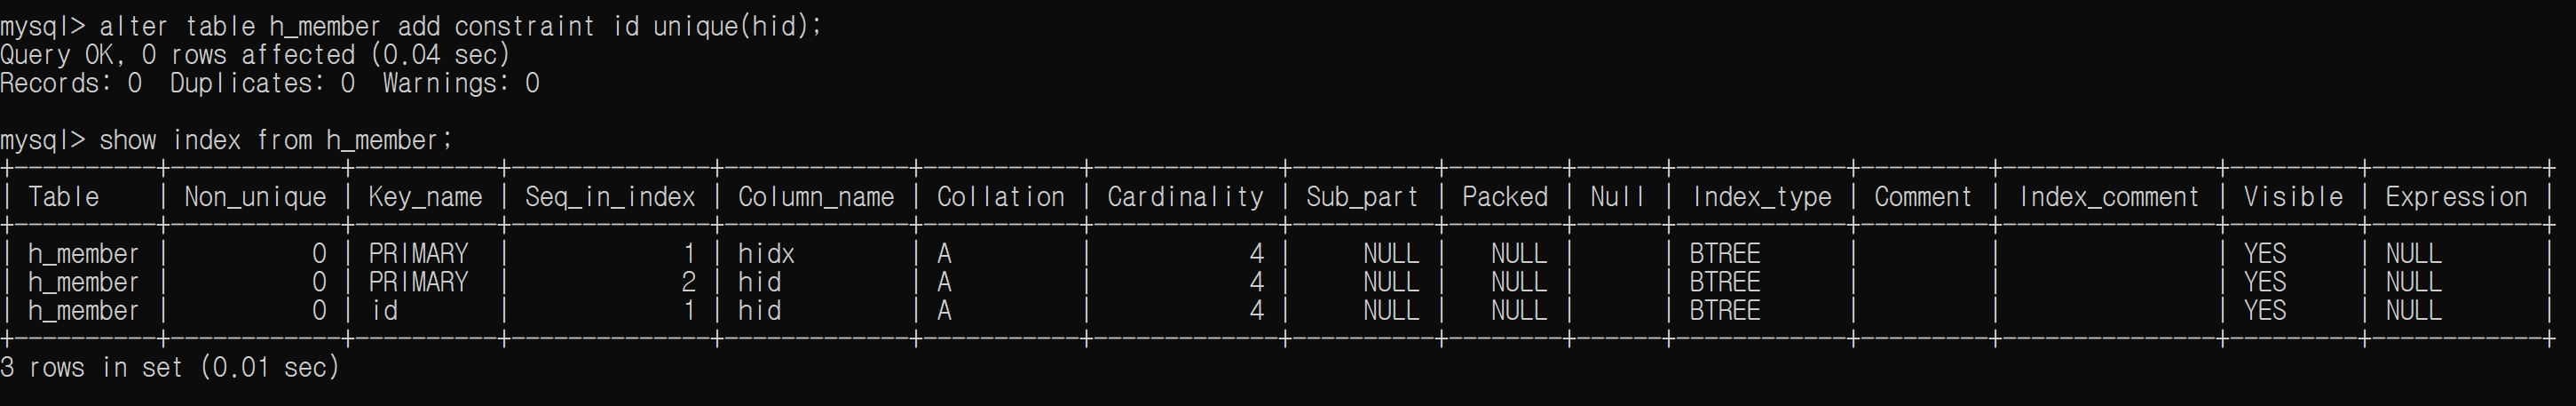 mysql> alter table h_member add constraint id unique(hid);
Query OK, 0 rows affected (0.04 sec)
Records: 0  Duplicates: 0  Warnings: 0
mysql> show index from h_member;
+----------+------------+----------+--------------+-------------+-----------+-------------+----------+--------+------+------------+---------+---------------+---------+------------+
| Table    | Non_unique | Key_name | Seq_in_index | Column_name | Collation | Cardinality | Sub_part | Packed | Null | Index_type | Comment | Index_comment | Visible | Expression |
+----------+------------+----------+--------------+-------------+-----------+-------------+----------+--------+------+------------+---------+---------------+---------+------------+
| h_member |          0 | PRIMARY  |            1 | hidx        | A         |           4 |     NULL |   NULL |      | BTREE      |         |               | YES     | NULL       |
| h_member |          0 | PRIMARY  |            2 | hid         | A         |           4 |     NULL |   NULL |      | BTREE      |         |               | YES     | NULL       |
| h_member |          0 | id       |            1 | hid         | A         |           4 |     NULL |   NULL |      | BTREE      |         |               | YES     | NULL       |
+----------+------------+----------+--------------+-------------+-----------+-------------+----------+--------+------+------------+---------+---------------+---------+------------+
3 rows in set (0.01 sec)